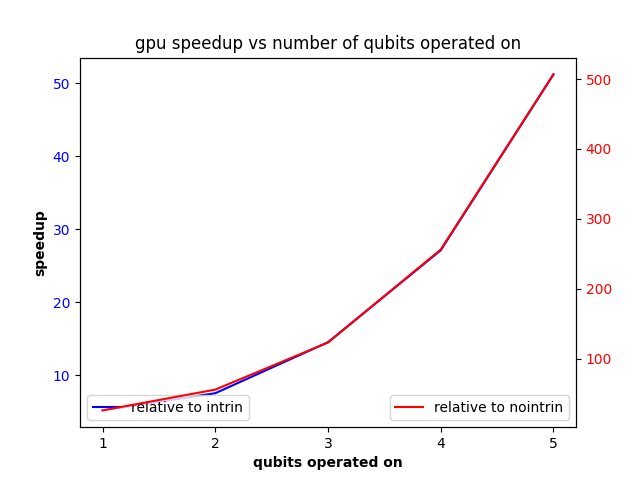 gpu speedup vs number of qubits operated on
50
40
30
20
10
speedup
500
400
300
200
100
relative to intrin
relative to nointrin
1 2 3 4 5
qubits operated on